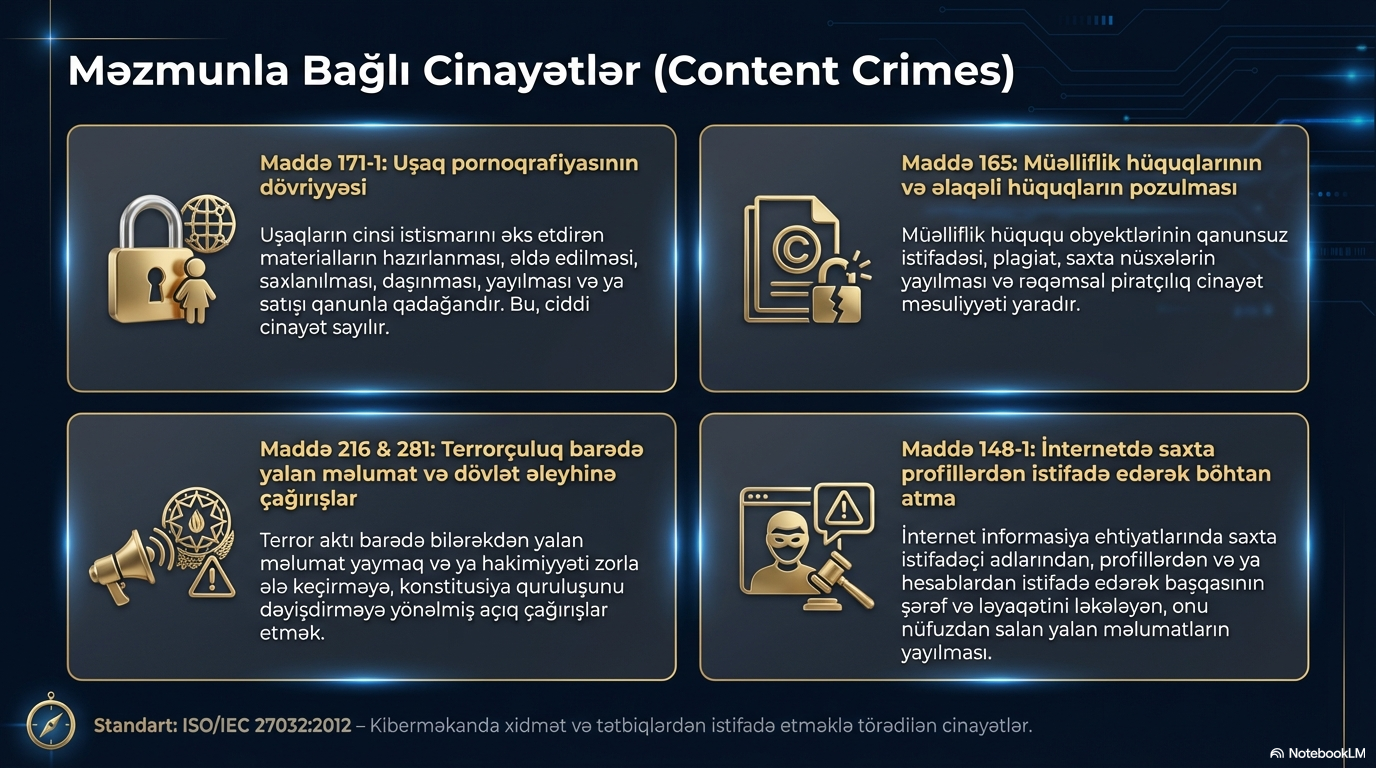 Məzmunla Bağlı Cinayətlər (Content Crimes)
Maddə 171-1: Uşaq pornoqrafiyasının
dövriyyəsi
Uşaqların cinsi istismarını əks etdirən
materialların hazırlanması, əldə edilməsi,
saxlanılması, daşınması, yayılması və ya
satışı qanunla qadağandır. Bu, ciddi
cinayət sayılır.
Maddə 165: Müəlliflik hüquqlarının
və əlaqəli hüquqların pozulması
Müəlliflik hüququ obyektlərinin qanunsuz
istifadəsi, plagiat, saxta nüsxələrin
yayılması və rəqəmsal piratçılıq cinayət
məsuliyyəti yaradır.
Maddə 216 & 281: Terrorçuluq barədə
yalan məlumat və dövlət əleyhinə
çağırışlar
Terror aktı barədə bilərəkdən yalan
məlumat yaymaq və ya hakimiyyəti zorla
ələ keçirməyə, konstitusiya quruluşunu
dəyişdirməyə yönəlmiş açıq çağırışlar
etmək.
Maddə 148-1: İnternetdə saxta
profillərdən istifadə edərək böhtan
atma
İnternet informasiya ehtiyatlarında saxta
istifadəçi adlarından, profillərdən və ya
hesablardan istifadə edərək başqasının
şərəf və ləyaqətini ləkələyən, onu
nüfuzdan salan yalan məlumatların
yayılması.
Standart: ISO/IEC 27032:2012 – Kiberməkanda xidmət və tətbiqlərdən istifadə etməklə törədilən cinayətlər.
NotebookLM